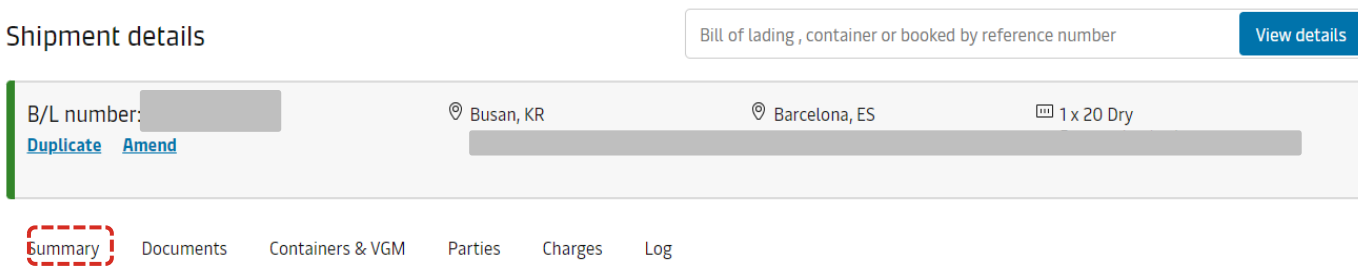 Shipment details
Bill of lading , container or booked by reference number
View details
B/L number:
Busan, KR
Barcelona, ES
1 x 20 Dry
Duplicate Amend
Summary Documents Containers & VGM Parties Charges Log